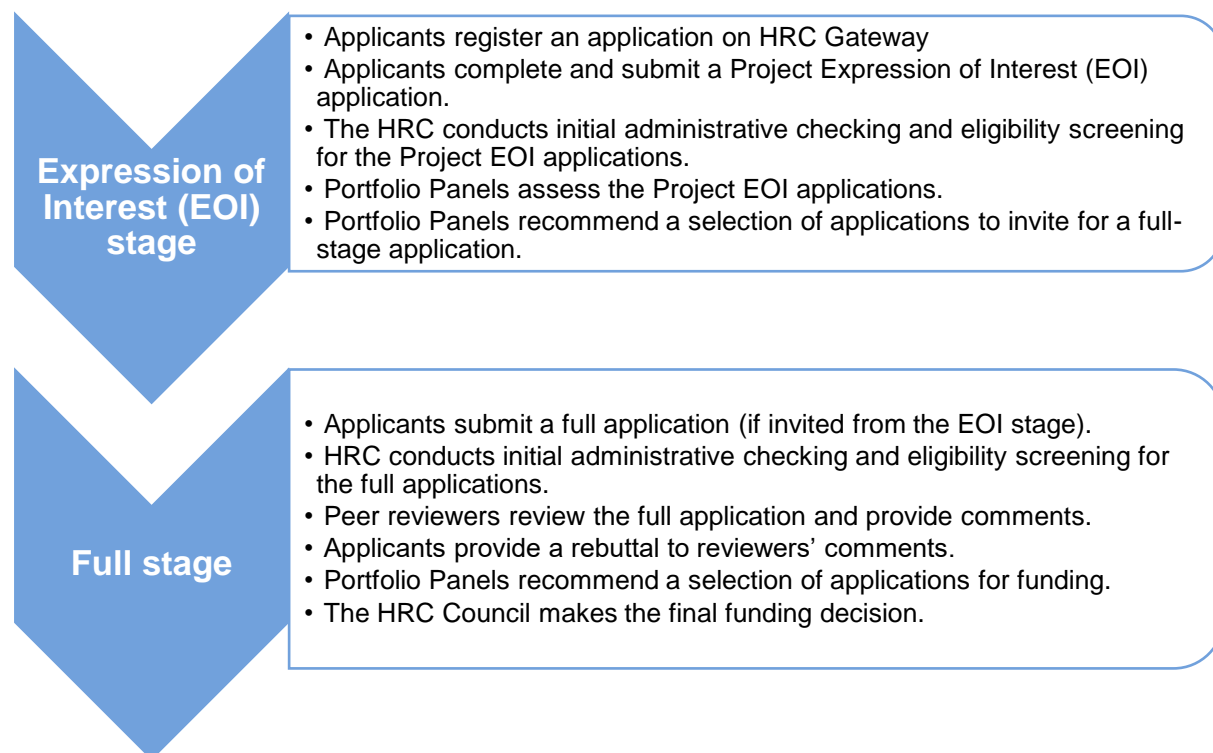 Expression of
Interest (EOI)
stage
• Applicants register an application on HRC Gateway
• Applicants complete and submit a Project Expression of Interest (EOI)
application.
• The HRC conducts initial administrative checking and eligibility screening
for the Project EOI applications.
• Portfolio Panels assess the Project EOI applications.
• Portfolio Panels recommend a selection of applications to invite for a full-
stage application.
Full stage
• Applicants submit a full application (if invited from the EOI stage).
• HRC conducts initial administrative checking and eligibility screening for
the full applications.
• Peer reviewers review the full application and provide comments.
• Applicants provide a rebuttal to reviewers’ comments.
• Portfolio Panels recommend a selection of applications for funding.
• The HRC Council makes the final funding decision.